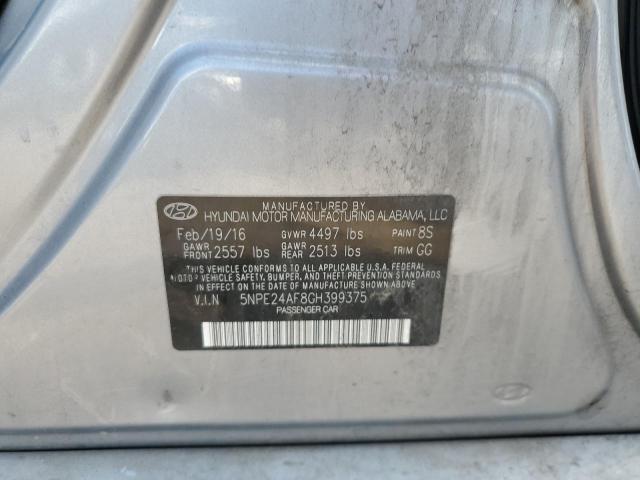 MANUFACTURED BY
HYUNDAI MOTOR MANUFACTURING ALABAMA, LLC
Feb/19/16 GVWR 4497 lbs PAINT 8S
GAWR FRONT 2557 lbs GAWR REAR 2513 lbs TRIM GG
THIS VEHICLE CONFORMS TO ALL APPLICABLE U.S.A. FEDERAL
MOTOR VEHICLE SAFETY, BUMPER, AND THEFT PREVENTION
STANDARDS IN EFFECT ON THE DATE OF MANUFACTURE SHOWN ABOVE.
V.I.N 5NPE24AF8GH399375
PASSENGER CAR